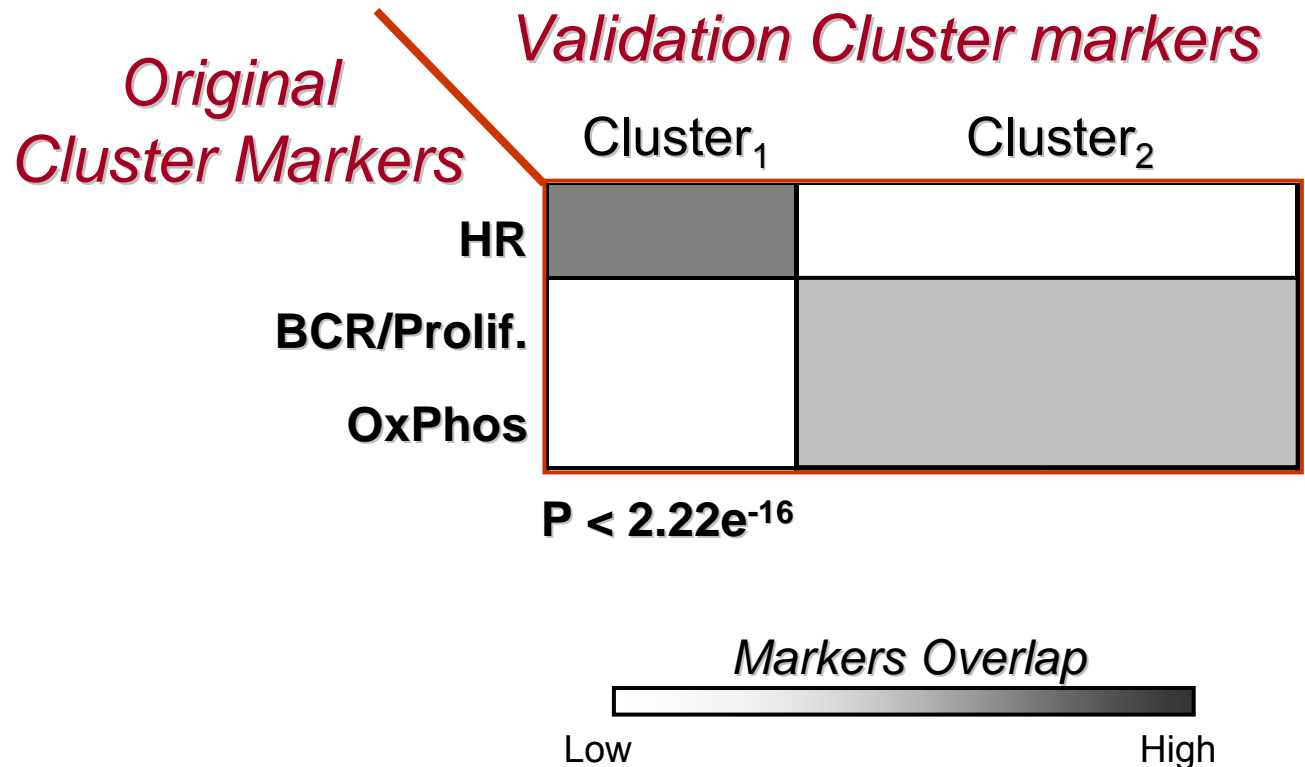 Validation Cluster markers
Original
Cluster Markers
Cluster₁ Cluster₂
HR
BCR/Prolif.
OxPhos
P < 2.22e⁻¹⁶
Markers Overlap
Low High